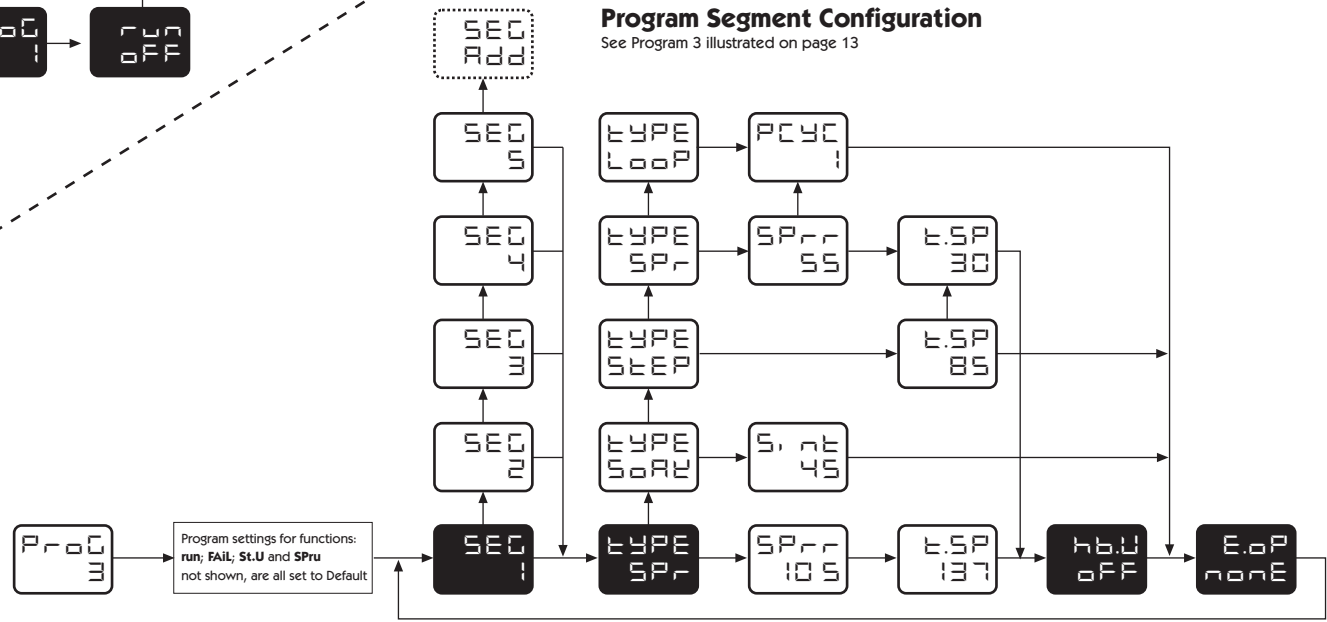 oG
1
run
oFF
Program Segment Configuration
See Program 3 illustrated on page 13
SEG
Add
SEG
5
tYPE
LooP
PCYC
1
SEG
4
tYPE
SPr
SPrr
55
t.SP
30
SEG
3
tYPE
StEP
t.SP
85
SEG
2
tYPE
SoAk
Si nt
45
ProG
3
Program settings for functions:
run; FAiL; St.U and SPru
not shown, are all set to Default
SEG
1
tYPE
SPr
SPrr
105
t.SP
137
hb.U
oFF
E.oP
nonE